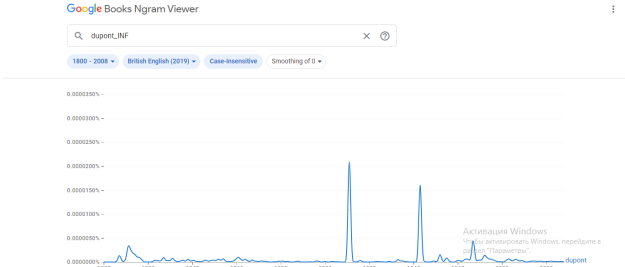 Google Books Ngram Viewer
dupont_INF
1800 - 2008
British English (2019)
Case-Insensitive
Smoothing of 0
0.0000350%
0.0000300%
0.0000250%
0.0000200%
0.0000150%
0.0000100%
0.0000050%
0.0000000%
Активация Windows
Чтобы активировать Windows, перейдите в
раздел "Параметры".
dupont